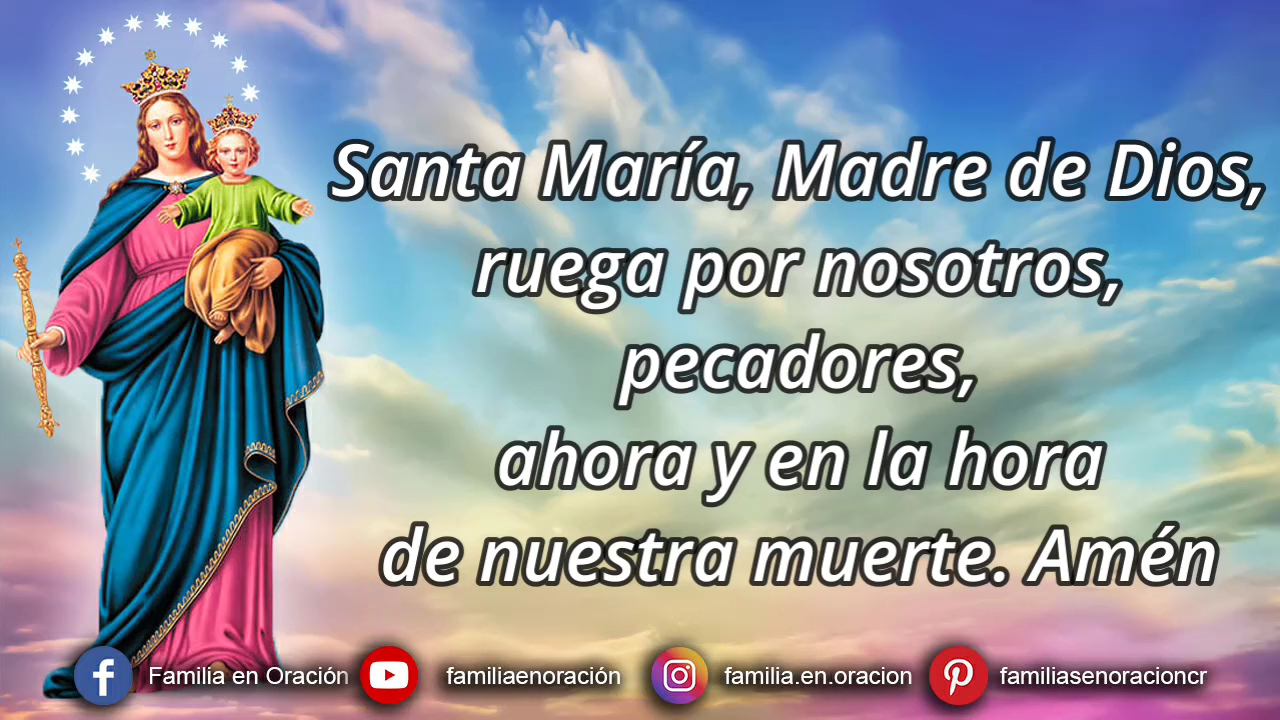 Santa María, Madre de Dios,
ruega por nosotros,
pecadores,
ahora y en la hora
de nuestra muerte. Amén
Familia en Oración familiaenoración familia.en.oracion familiasenoracioncr